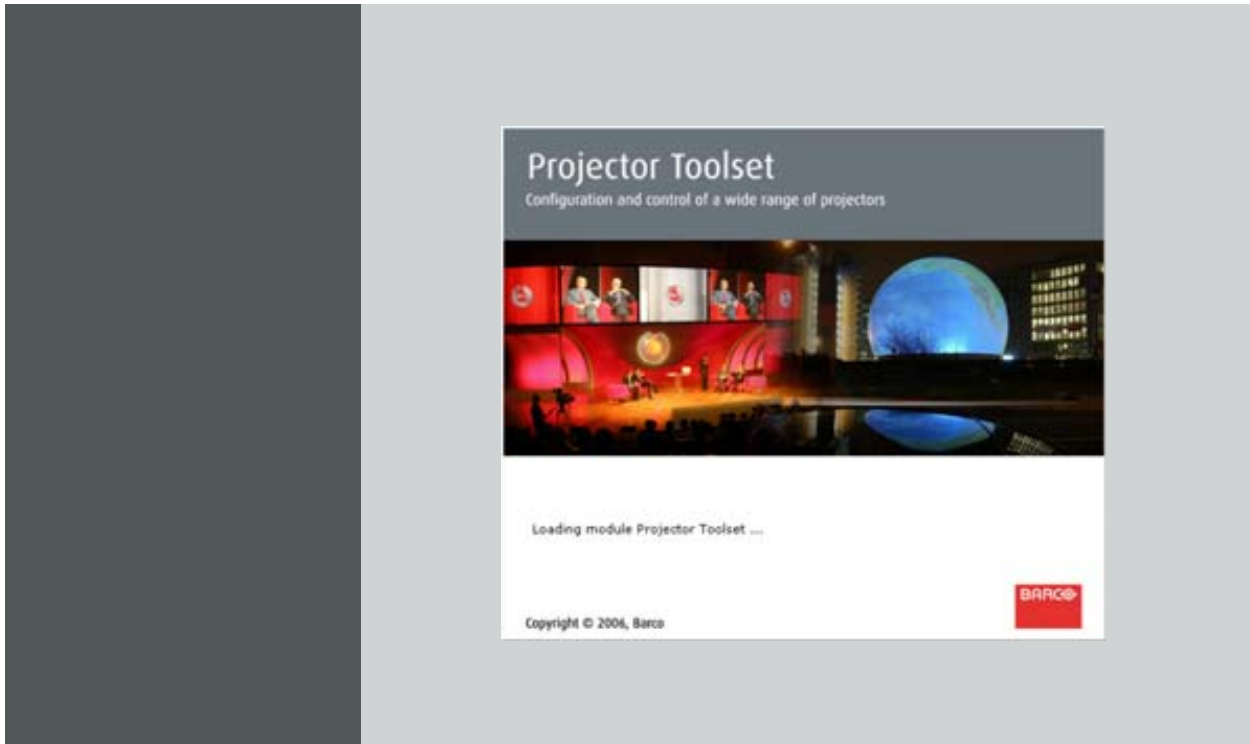 Projector Toolset
Configuration and control of a wide range of projectors
Loading module Projector Toolset ....
BARCO
Copyright © 2006, Barco